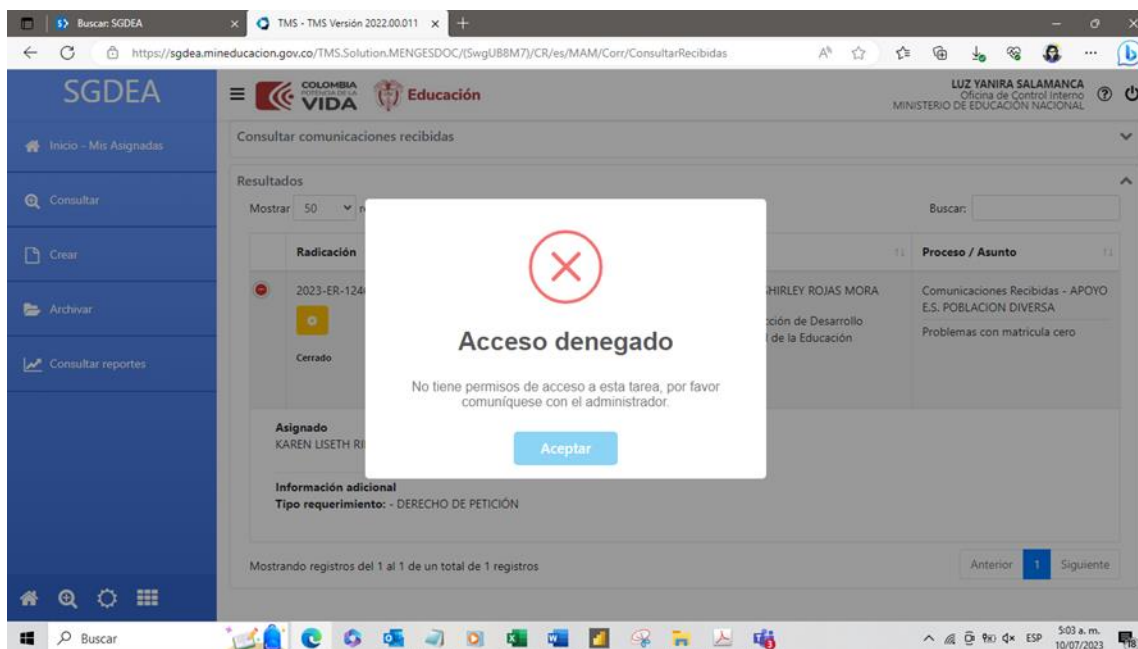 Buscar: SGDEA
TMS - TMS Versión 2022.00.011
https://sgdea.mineducacion.gov.co/TMS.Solution.MENGESDOC/(SwgUB8M7)/CR/es/MAM/Corr/ConsultarRecibidas
SGDEA
COLOMBIA
POTENCIA DE LA
VIDA
Educación
LUZ YANIRA SALAMANCA
Oficina de Control Interno
MINISTERIO DE EDUCACIÓN NACIONAL
Inicio - Mis Asignadas
Consultar
Crear
Archivar
Consultar reportes
Consultar comunicaciones recibidas
Resultados
Mostrar 50
Buscar:
Radicación
Proceso / Asunto
2023-ER-124
Cerrado
SHIRLEY ROJAS MORA
de Desarrollo
de la Educación
Comunicaciones Recibidas - APOYO
E.S. POBLACION DIVERSA
Problemas con matricula cero
Acceso denegado
No tiene permisos de acceso a esta tarea, por favor
comuníquese con el administrador.
Aceptar
Asignado
KAREN LISETH
Información adicional
Tipo requerimiento: - DERECHO DE PETICIÓN
Mostrando registros del 1 al 1 de un total de 1 registros
Anterior 1 Siguiente
Buscar
ESP
5:03 a. m.
10/07/2023
18